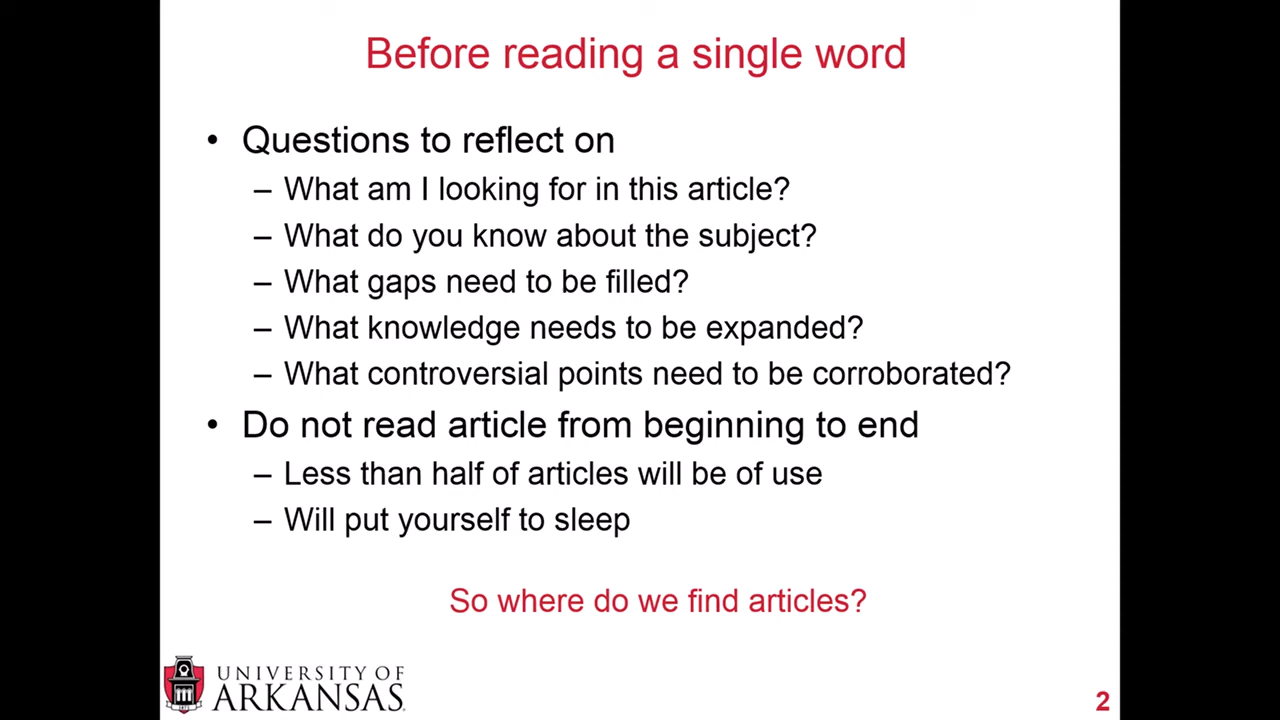 Before reading a single word
• Questions to reflect on
– What am I looking for in this article?
– What do you know about the subject?
– What gaps need to be filled?
– What knowledge needs to be expanded?
– What controversial points need to be corroborated?
• Do not read article from beginning to end
– Less than half of articles will be of use
– Will put yourself to sleep
So where do we find articles?
UNIVERSITY OF
ARKANSAS
2